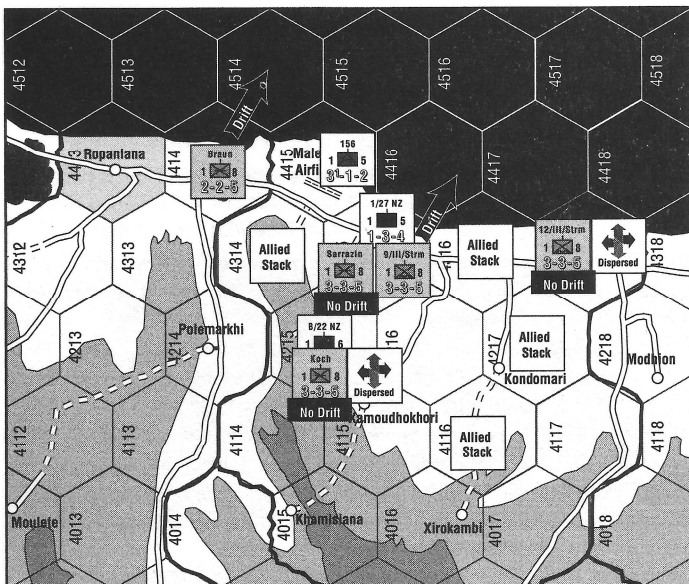 4512
4513
4514
4515
4516
4517
4518
Drift
Ropaniana
4413
414
Braun
1 8
2-2-5
4415
Male
Airfi
156
1 5
3-1-2
4416
4417
4418
Drift
1/27 NZ
1 5
1-3-4
4312
4313
4314
Allied
Stack
Sarrazin
1 8
3-3-5
9/III/Strm
1 8
3-3-5
No Drift
16
Allied
Stack
12/III/Strm
1 8
3-3-5
No Drift
Dispersed
4318
Polemarkhi
4213
4214
4215
B/22 NZ
1 6
Koch
1 8
3-3-5
No Drift
Dispersed
16
4217
Allied
Stack
Kondomari
4218
Modhion
Kamoudhokhori
4112
4113
4114
4115
4116
Allied
Stack
4117
4118
Moulete
4013
4014
4015
Khamisiana
4016
Xirokambi
4017
4018